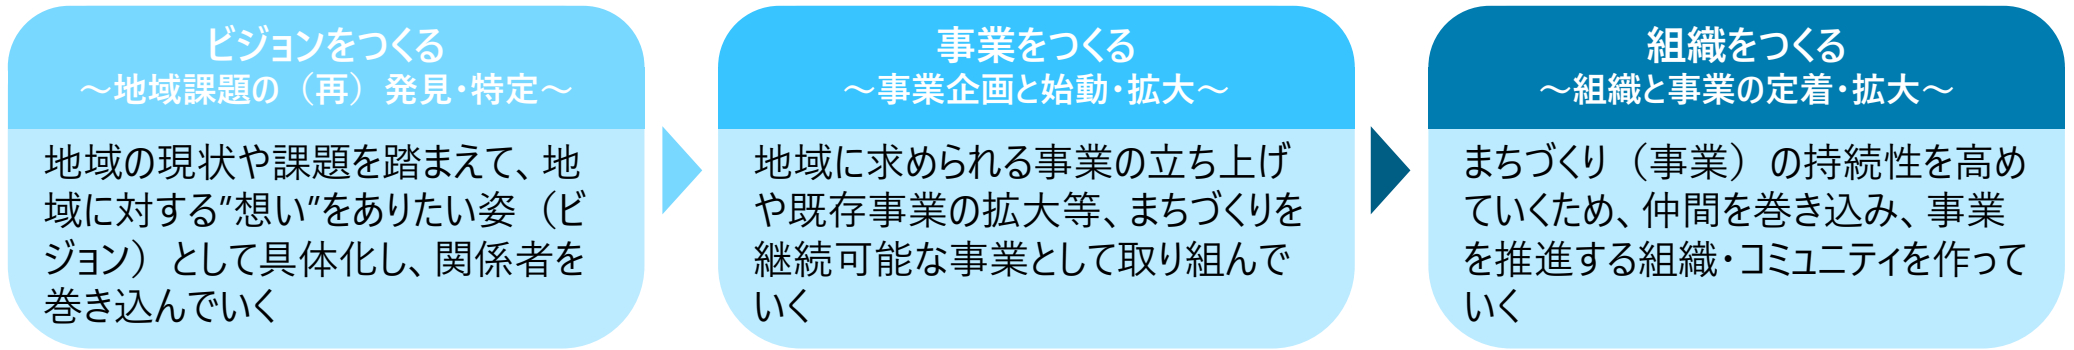 ビジョンをつくる
～地域課題の（再）発見・特定～
地域の現状や課題を踏まえて、地
域に対する"想い"をありたい姿（ビ
ジョン）として具体化し、関係者を
巻き込んでいく
事業をつくる
～事業企画と始動・拡大～
地域に求められる事業の立ち上げ
や既存事業の拡大等、まちづくりを
継続可能な事業として取り組んで
いく
組織をつくる
～組織と事業の定着・拡大～
まちづくり（事業）の持続性を高め
ていくため、仲間を巻き込み、事業
を推進する組織・コミュニティを作って
いく